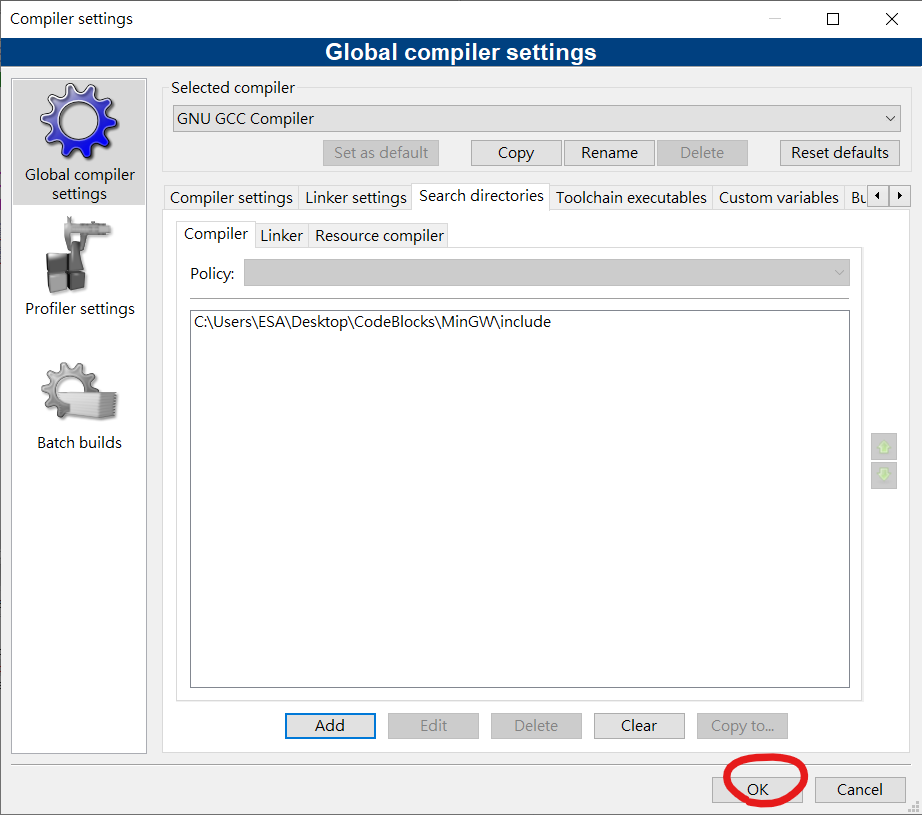 Compiler settings
Global compiler settings
Global compiler
settings
Profiler settings
Batch builds
Selected compiler
GNU GCC Compiler
Set as default Copy Rename Delete Reset defaults
Compiler settings Linker settings Search directories Toolchain executables Custom variables Bu
Compiler Linker Resource compiler
Policy:
C:\Users\ESA\Desktop\CodeBlocks\MinGW\include
Add Edit Delete Clear Copy to...
OK Cancel